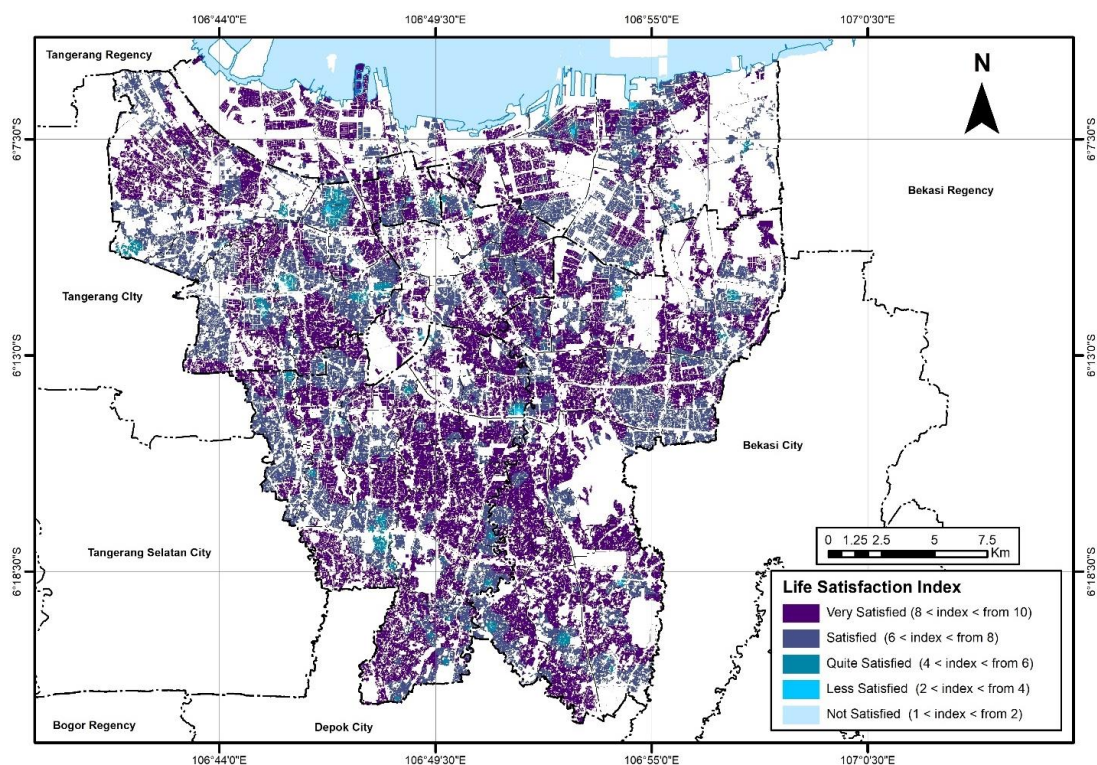 106°44'0"E 106°49'30"E 106°55'0"E 107°0'30"E
Tangerang Regency
N
6°7'30"S 6°7'30"S
Bekasi Regency
Tangerang CIty
6°13'0"S 6°13'0"S
Bekasi City
Tangerang Selatan City
0 1.25 2.5 5 7.5
Km
6°18'30"S 6°18'30"S
Life Satisfaction Index
Very Satisfied (8 < index < from 10)
Satisfied (6 < index < from 8)
Quite Satisfied (4 < index < from 6)
Less Satisfied (2 < index < from 4)
Not Satisfied (1 < index < from 2)
Bogor Regency
Depok City
106°44'0"E 106°49'30"E 106°55'0"E 107°0'30"E